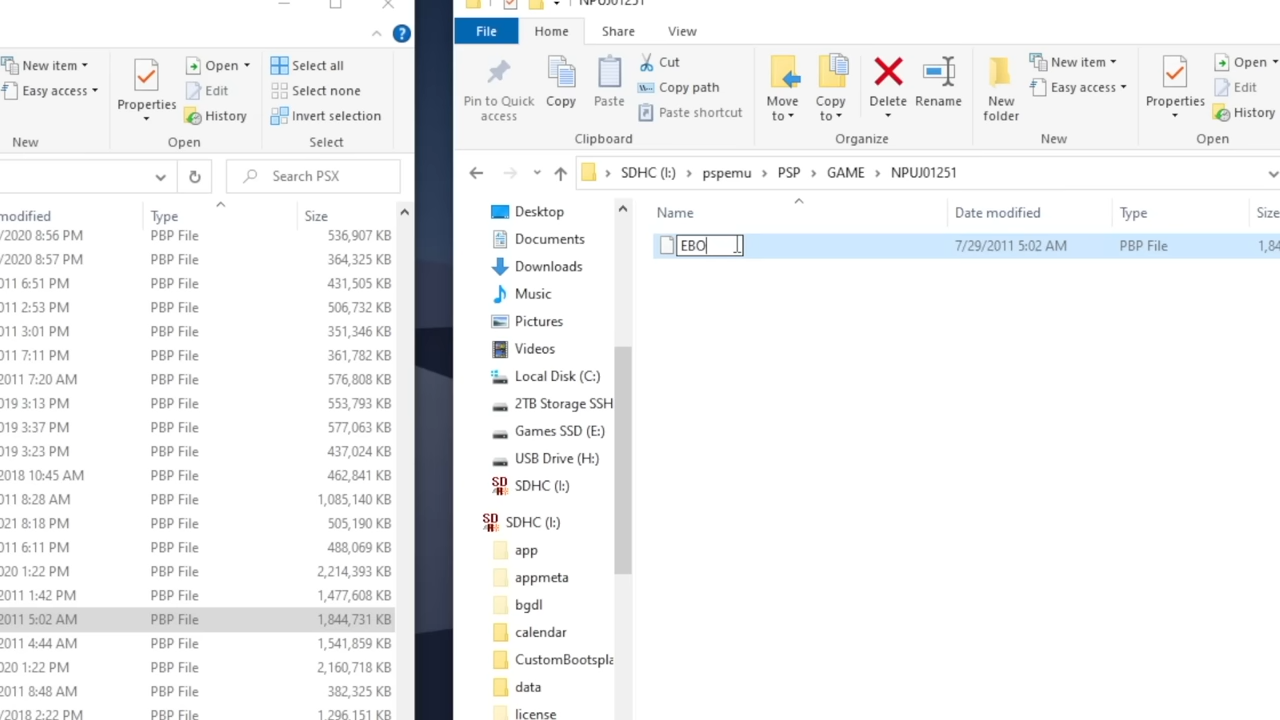 New item
Easy access
Properties
Open
Edit
History
Select all
Select none
Invert selection
New
Open
Select
Search PSX
modified
Type
Size
/2020 8:56 PM PBP File 536,907 KB
/2020 8:57 PM PBP File 364,325 KB
011 6:51 PM PBP File 431,505 KB
011 2:53 PM PBP File 506,732 KB
011 3:01 PM PBP File 351,346 KB
011 7:11 PM PBP File 361,782 KB
2011 7:20 AM PBP File 576,808 KB
019 3:13 PM PBP File 553,793 KB
019 3:37 PM PBP File 577,063 KB
019 3:23 PM PBP File 437,024 KB
2018 10:45 AM PBP File 462,841 KB
011 8:28 AM PBP File 1,085,140 KB
021 8:18 PM PBP File 505,190 KB
011 6:11 PM PBP File 488,069 KB
020 1:22 PM PBP File 2,214,393 KB
011 1:42 PM PBP File 1,477,608 KB
2011 5:02 AM PBP File 1,844,731 KB
2011 4:44 AM PBP File 1,541,859 KB
020 1:22 PM PBP File 2,160,718 KB
2011 8:48 AM PBP File 382,325 KB
/2018 2:22 PM PBP File 1,296,151 KB
NPUJ01251
File Home Share View
Pin to Quick
access
Copy
Paste
Cut
Copy path
Paste shortcut
Move
to
Copy
to
Delete
Rename
New
folder
New item
Easy access
Properties
Open
Edit
History
Clipboard
Organize
New
Open
SDHC (I:) pspemu PSP GAME NPUJ01251
Name Date modified Type Size
EBO 7/29/2011 5:02 AM PBP File 1,84
Desktop
Documents
Downloads
Music
Pictures
Videos
Local Disk (C:)
2TB Storage SSH
Games SSD (E:)
USB Drive (H:)
SDHC (I:)
SDHC (I:)
app
appmeta
bgdl
calendar
CustomBootspla
data
license